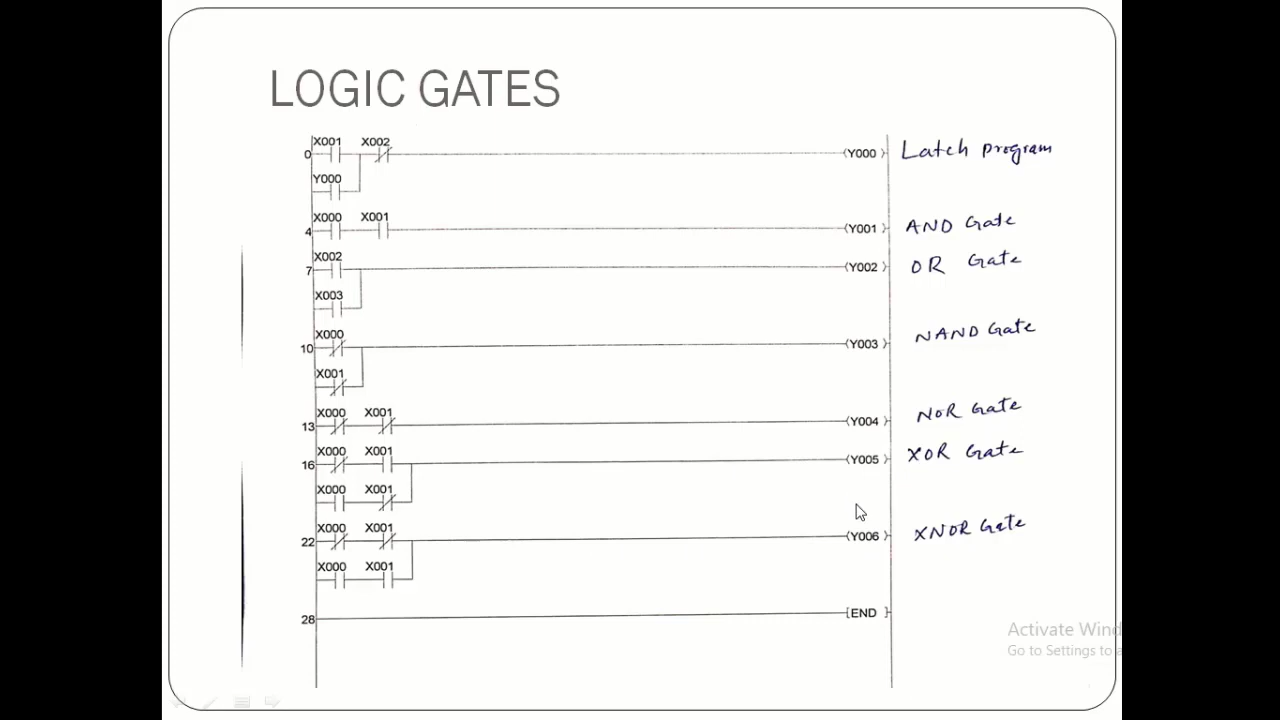 LOGIC GATES
X001 X002
0 (Y000) Latch program
Y000
X000 X001
4 (Y001) AND Gate
X002
7 (Y002) OR Gate
X003
X000
10 (Y003) NAND Gate
X001
X000 X001
13 (Y004) NOR Gate
X000 X001
16 (Y005) XOR Gate
X000 X001
X000 X001
22 (Y006) XNOR Gate
X000 X001
28 [END]
Activate Wind
Go to Settings to a